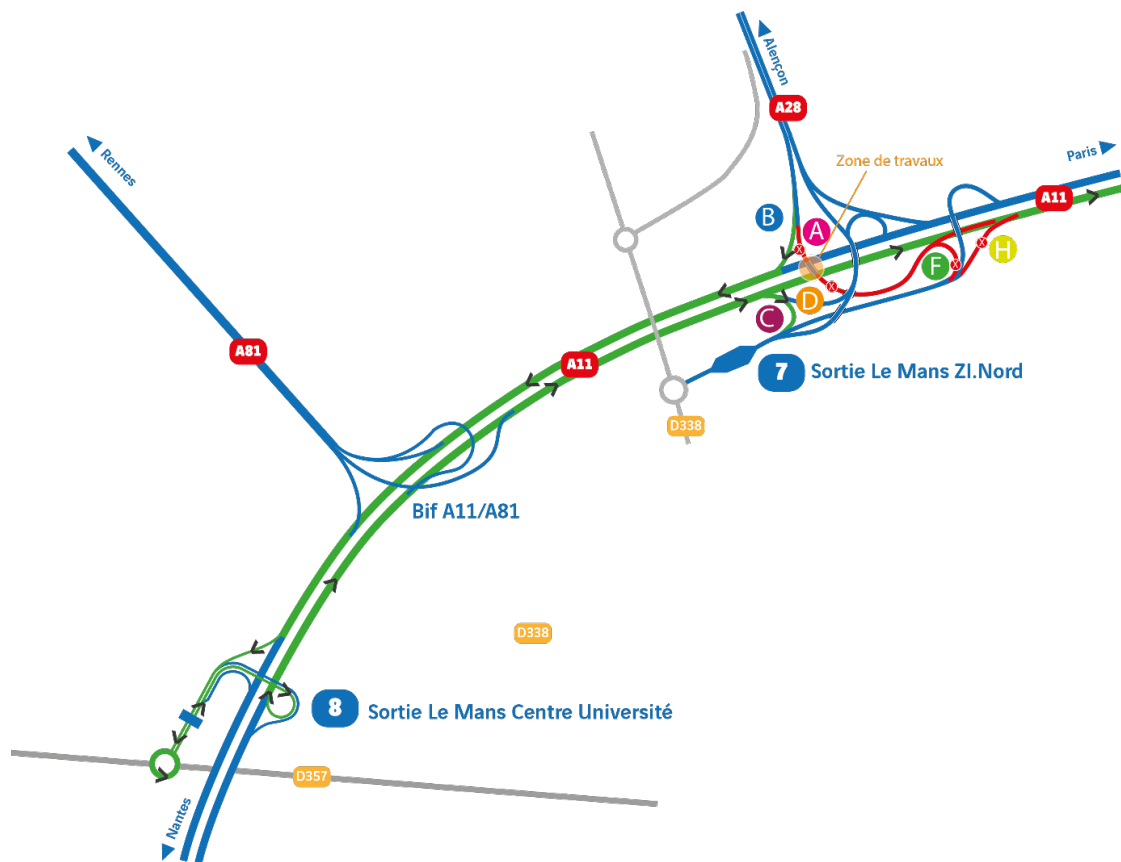 Alençon
A28
Paris
Zone de travaux
Rennes
A11
B
A
H
F
D
C
A81
A11
7
Sortie Le Mans ZI.Nord
D338
Bif A11/A81
D338
8
Sortie Le Mans Centre Université
D357
Nantes
X
X
X
X